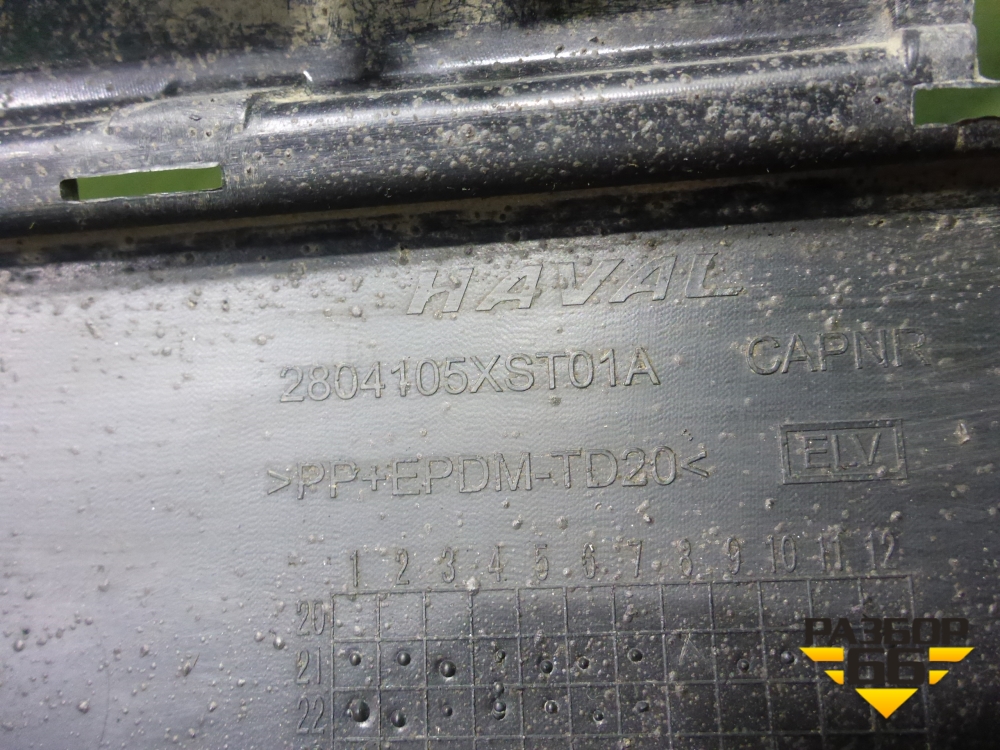 HAVAL
2804105XST01A CAPNR
>PP+EPDM-TD20< ELV
1 2 3 4 5 6 7 8 9 10 11 12
20
21
22
РАЗБОР
66